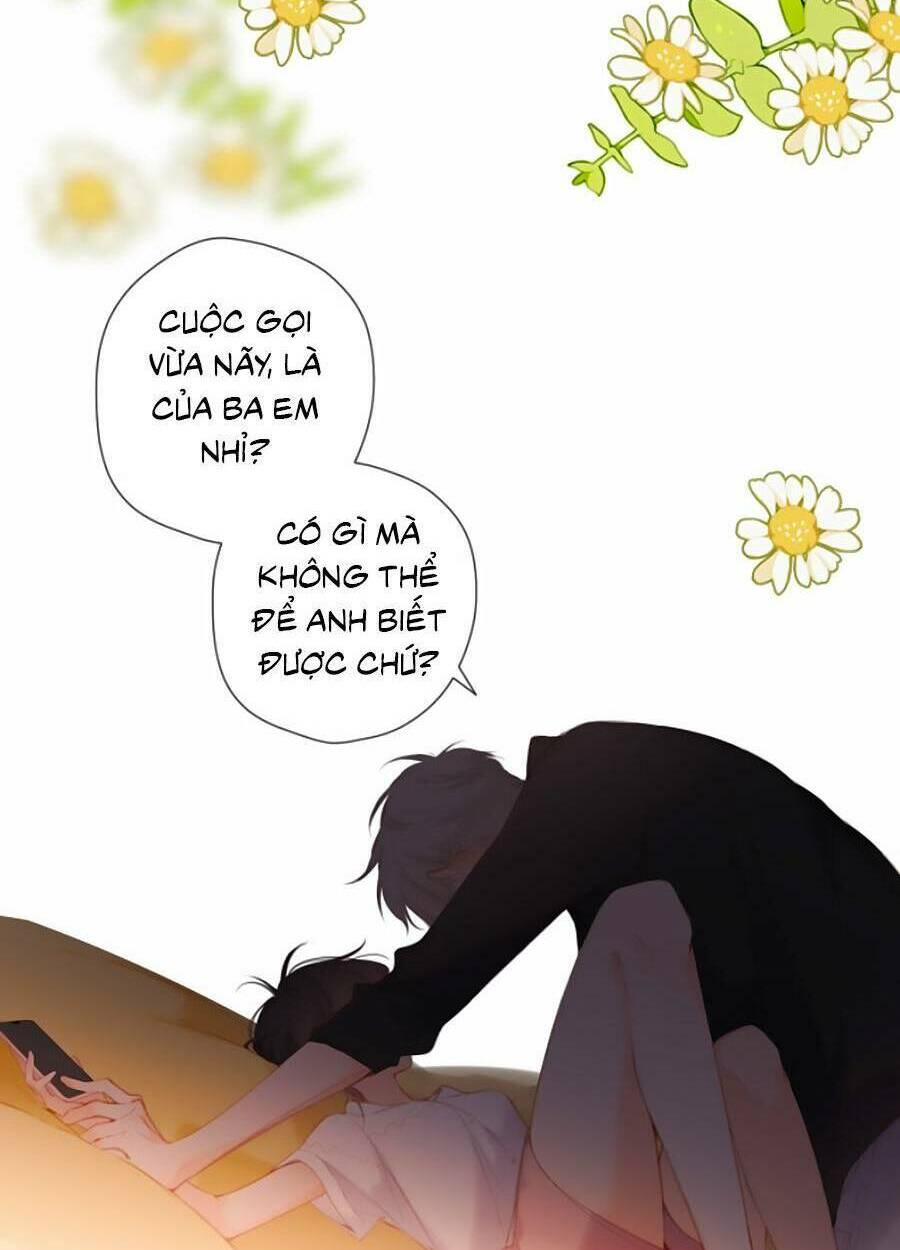 CUỘC GỌI
VỪA NÃY, LÀ
CỦA BA EM
NHỈ?
CÓ GÌ MÀ
KHÔNG THỂ
ĐỂ ANH BIẾT
ĐƯỢC CHỨ?